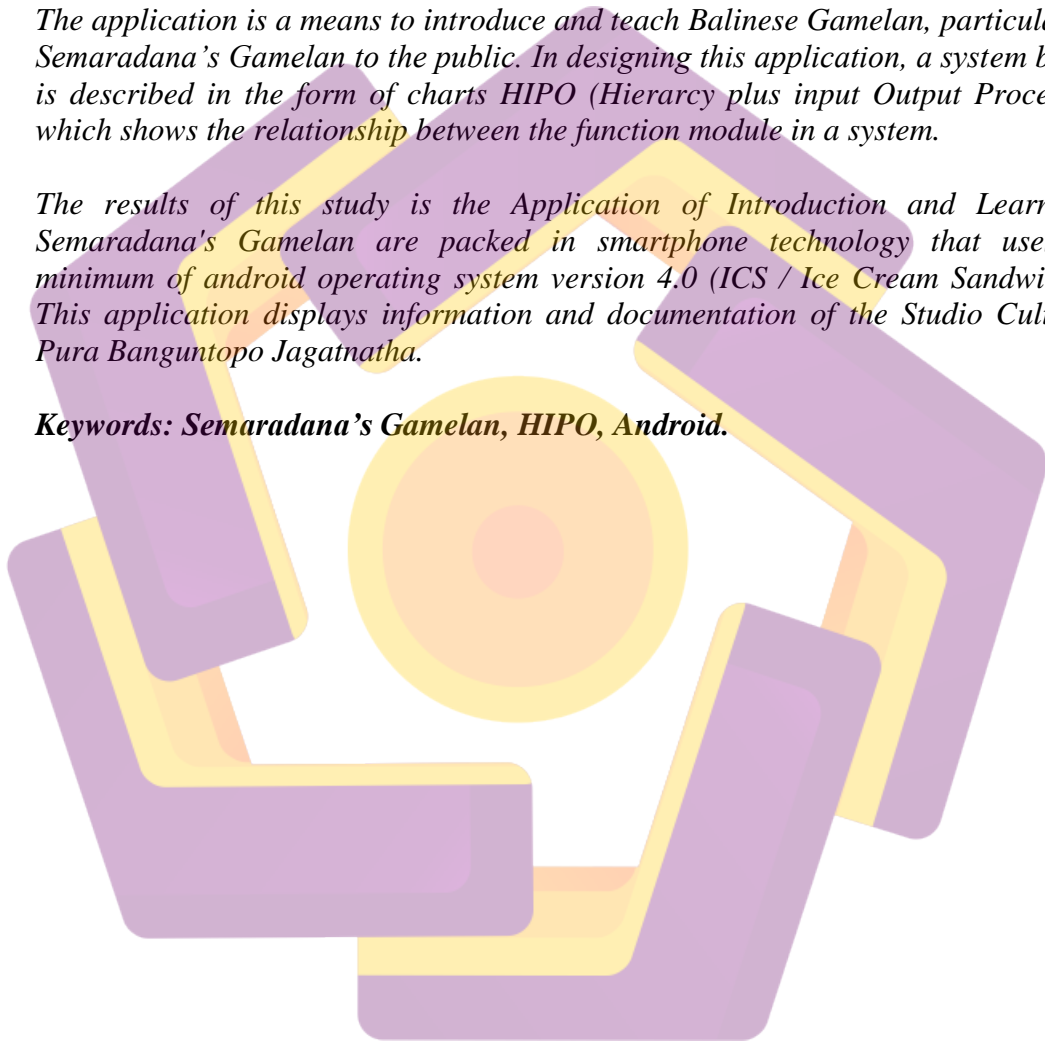 The application is a means to introduce and teach Balinese Gamelan, particula
Semaradana's Gamelan to the public. In designing this application, a system b
is described in the form of charts HIPO (Hierarcy plus input Output Proce
which shows the relationship between the function module in a system.
The results of this study is the Application of Introduction and Learn
Semaradana's Gamelan are packed in smartphone technology that use
minimum of android operating system version 4.0 (ICS / Ice Cream Sandwi
This application displays information and documentation of the Studio Cult
Pura Banguntopo Jagatnatha.
Keywords: Semaradana's Gamelan, HIPO, Android.